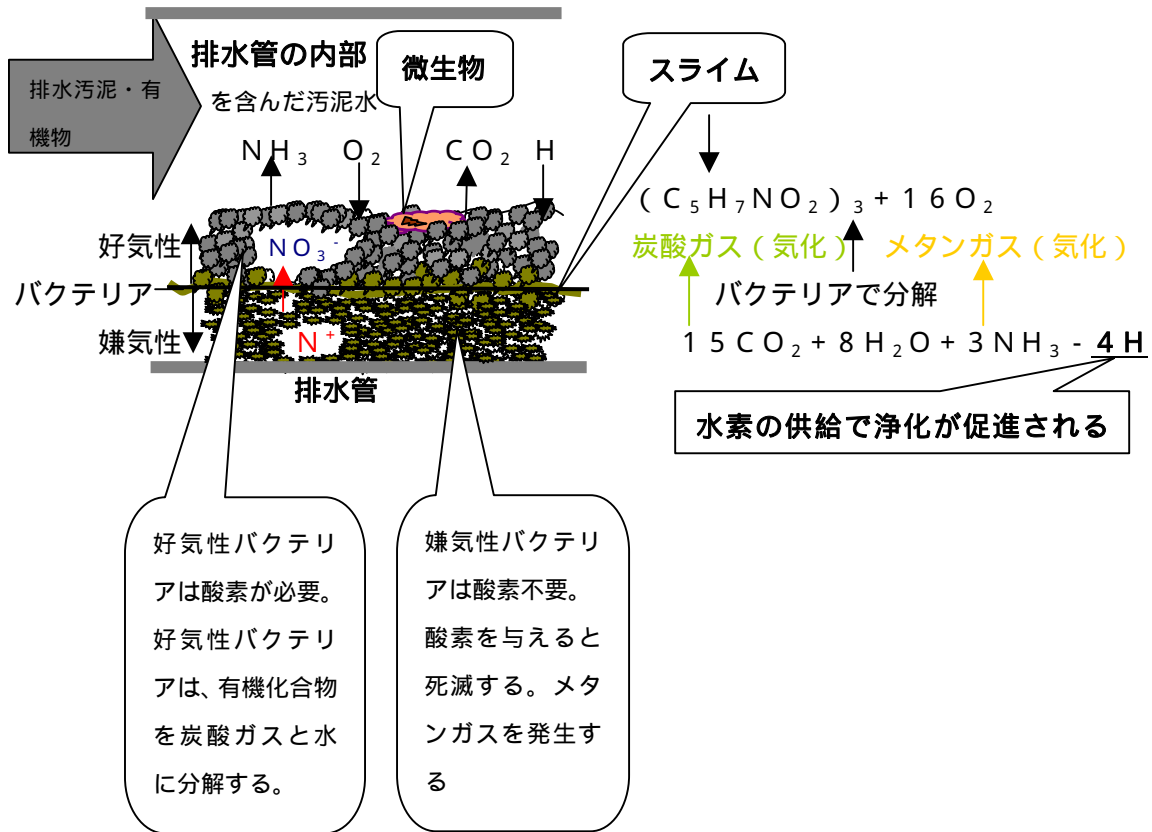 排水管の内部
排水汚泥・有
機物
を含んだ汚泥水
微生物
スライム
NH₃ O₂ CO₂ H
(C₅H₇NO₂)₃+16O₂
好気性
NO₃⁻
炭酸ガス(気化) メタンガス(気化)
バクテリア
バクテリアで分解
嫌気性
N⁺
15CO₂+8H₂O+3NH₃-4H
排水管
水素の供給で浄化が促進される
好気性バクテリ
アは酸素が必要。
好気性バクテリ
アは、有機化合物
を炭酸ガスと水
に分解する。
嫌気性バクテリ
アは酸素不要。
酸素を与えると
死滅する。メタ
ンガスを発生す
る